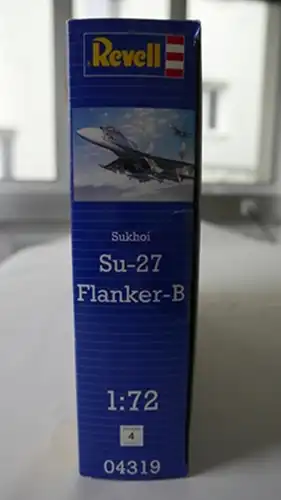 Revell
Sukhoi
Su-27
Flanker-B
1:72
4
04319